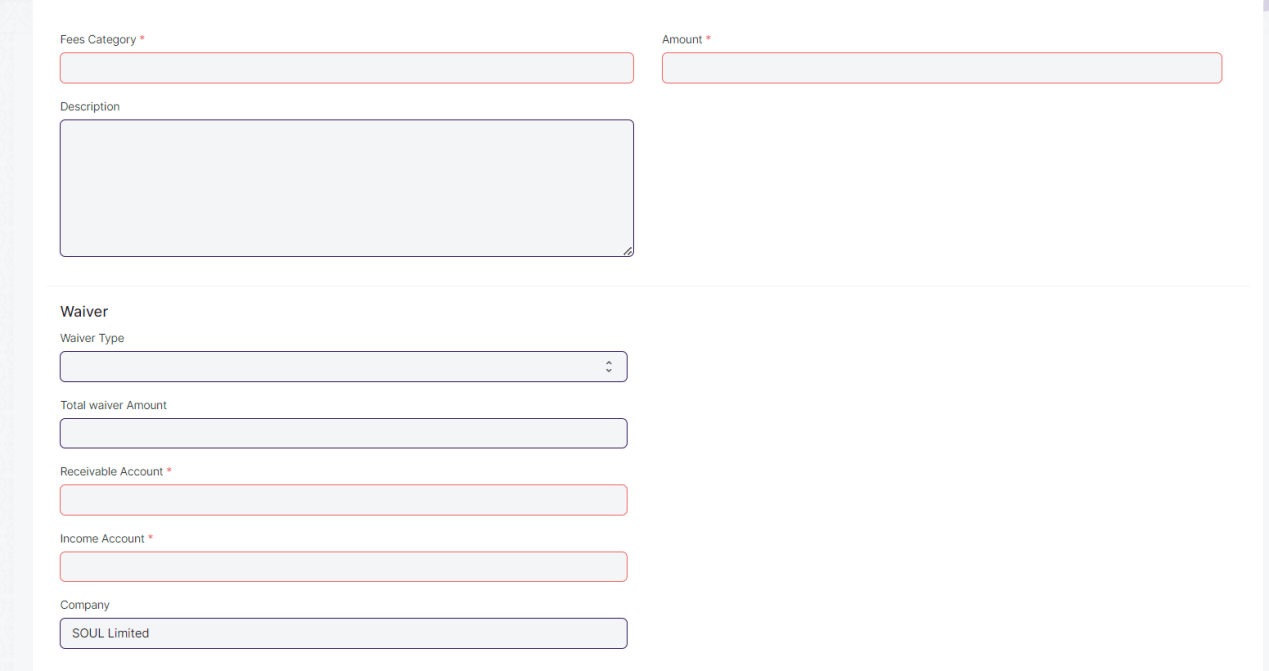 Fees Category *
Amount *
Description
Waiver
Waiver Type
Total waiver Amount
Receivable Account *
Income Account *
Company
SOUL Limited